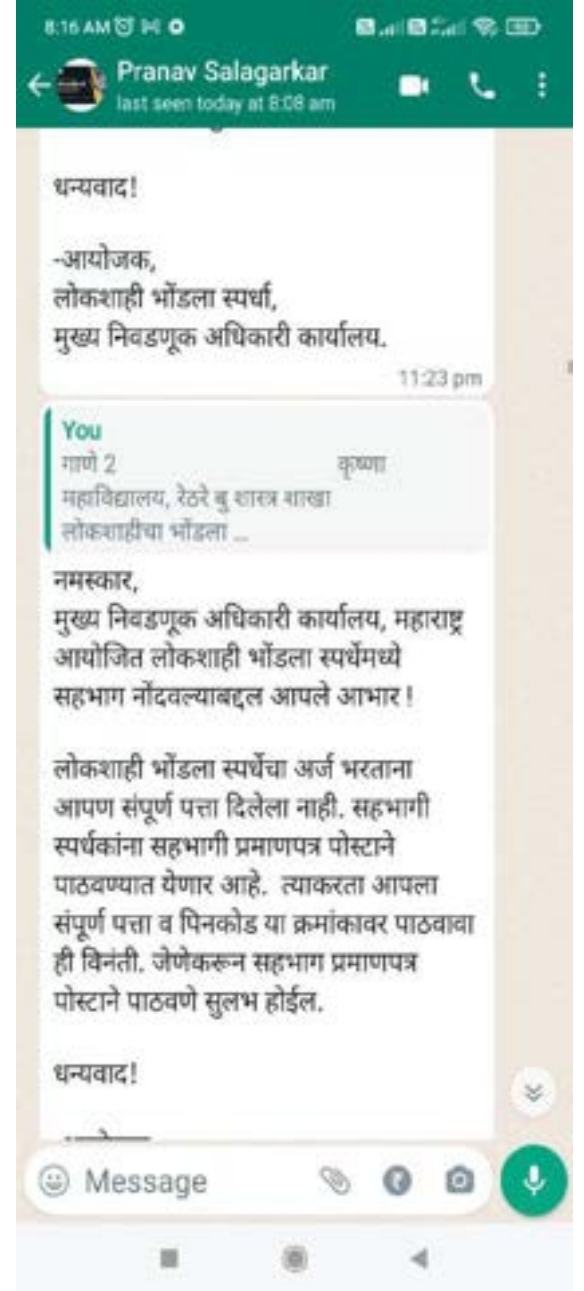 8:16 AM
Pranav Salagarkar
last seen today at 8:08 am
धन्यवाद!
-आयोजक,
लोकशाही भोंडला स्पर्धा,
मुख्य निवडणूक अधिकारी कार्यालय.
11:23 pm
You
गाणे 2 कृष्णा
महाविद्यालय, रेठरे बु शास्त्र शाखा
लोकशाहीचा भोंडला ...
नमस्कार,
मुख्य निवडणूक अधिकारी कार्यालय, महाराष्ट्र
आयोजित लोकशाही भोंडला स्पर्धेमध्ये
सहभाग नोंदवल्याबद्दल आपले आभार !
लोकशाही भोंडला स्पर्धेचा अर्ज भरताना
आपण संपूर्ण पत्ता दिलेला नाही. सहभागी
स्पर्धकांना सहभागी प्रमाणपत्र पोस्टाने
पाठवण्यात येणार आहे. त्याकरता आपला
संपूर्ण पत्ता व पिनकोड या क्रमांकावर पाठवावा
ही विनंती. जेणेकरून सहभाग प्रमाणपत्र
पोस्टाने पाठवणे सुलभ होईल.
धन्यवाद!
Message